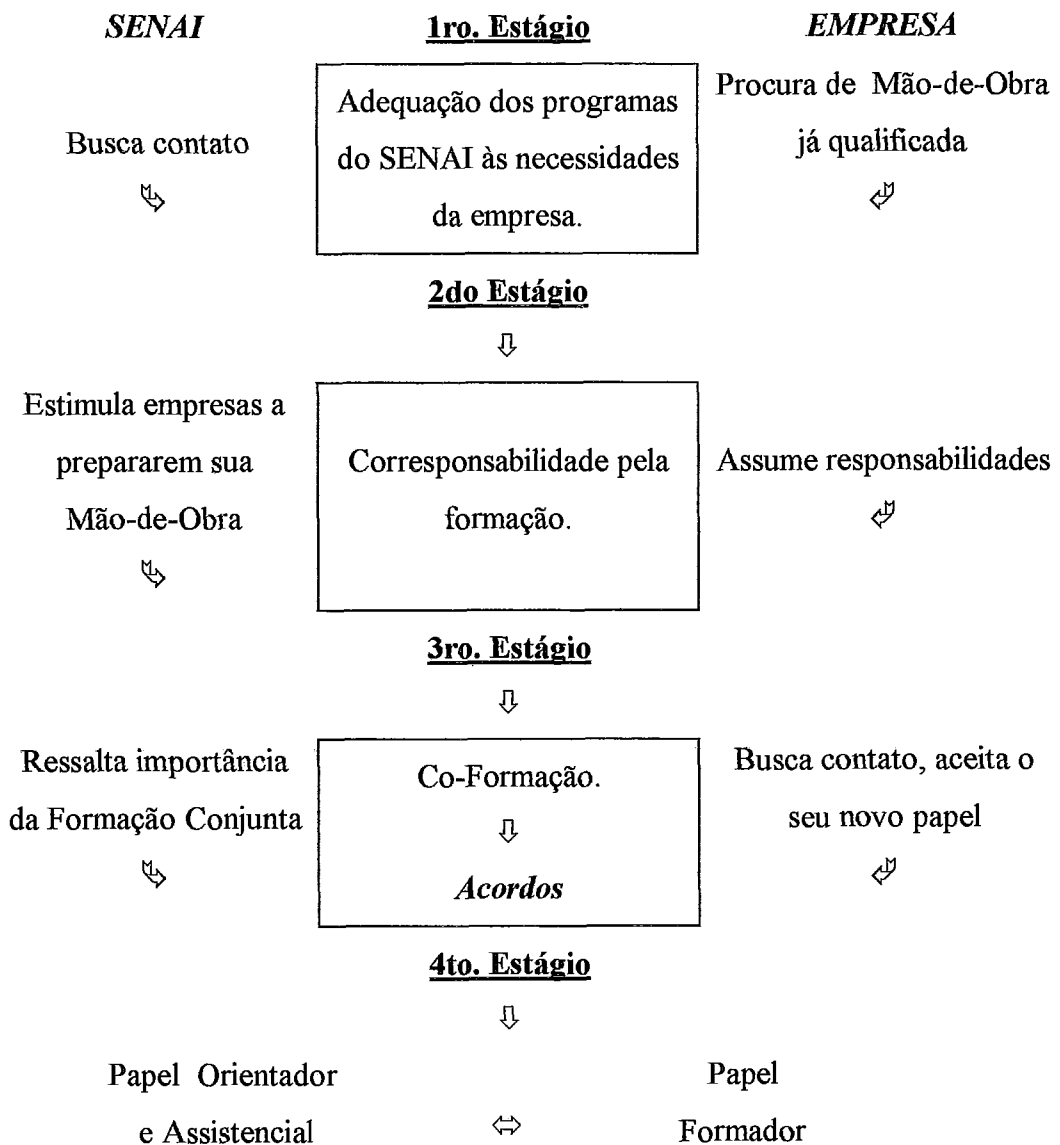 SENAI
1ro. Estágio
EMPRESA
Busca contato
Adequação dos programas
do SENAI às necessidades
da empresa.
Procura de Mão-de-Obra
já qualificada
2do Estágio
Estimula empresas a
prepararem sua
Mão-de-Obra
Corresponsabilidade pela
formação.
Assume responsabilidades
3ro. Estágio
Ressalta importância
da Formação Conjunta
Co-Formação.
Acordos
Busca contato, aceita o
seu novo papel
4to. Estágio
Papel Orientador
e Assistencial
Papel
Formador